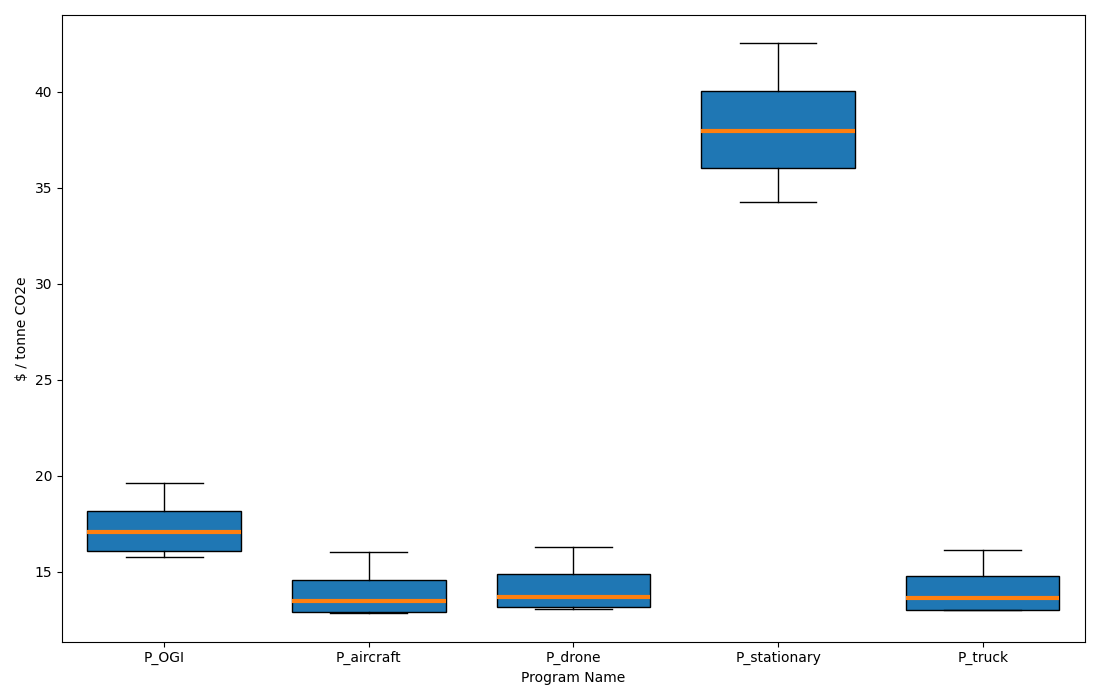 $ / tonne CO2e
40
35
30
25
20
15
P_OGI P_aircraft P_drone P_stationary P_truck
Program Name